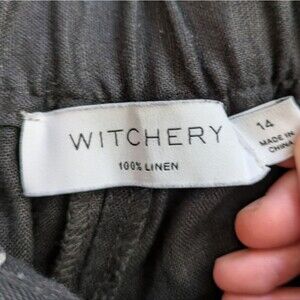 WITCHERY
100% LINEN
14
MADE IN
CHINA